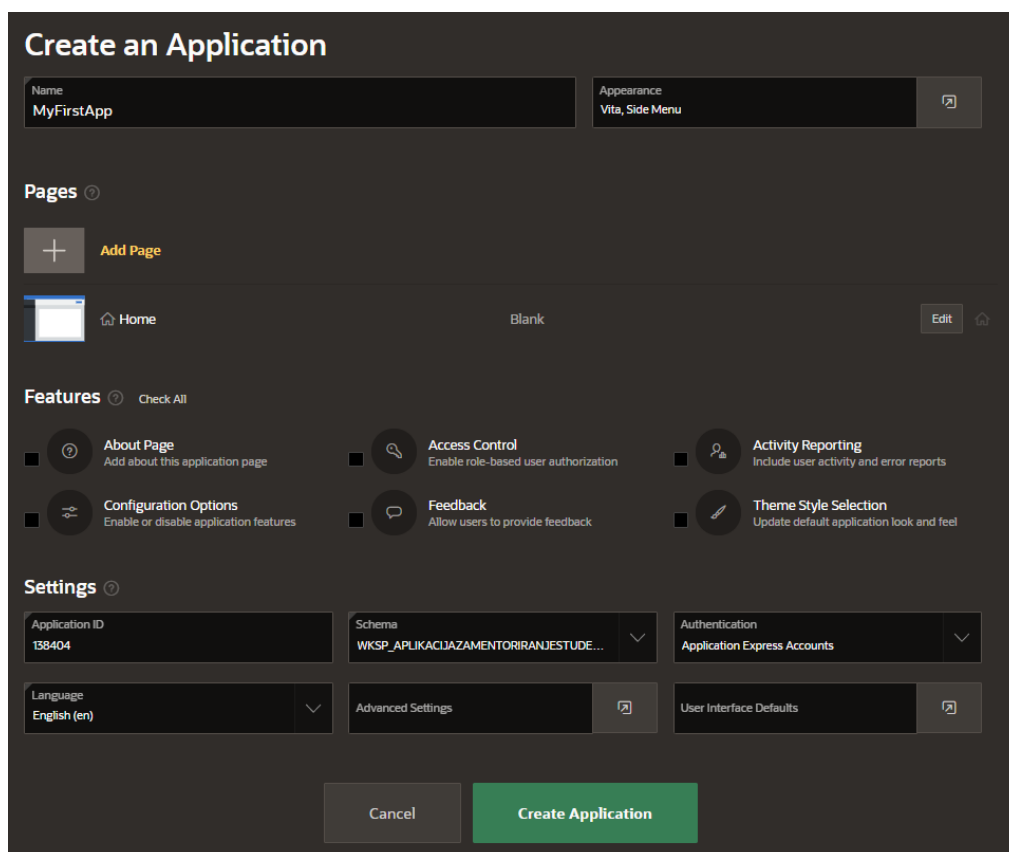 Create an Application
Name
MyFirstApp
Appearance
Vita, Side Menu
Pages
Add Page
Home
Blank
Edit
Features
Check All
About Page
Add about this application page
Access Control
Enable role-based user authorization
Activity Reporting
Include user activity and error reports
Configuration Options
Enable or disable application features
Feedback
Allow users to provide feedback
Theme Style Selection
Update default application look and feel
Settings
Application ID
138404
Schema
WKSP_APLIKACIJAZAMENTORIRANJESTUDE...
Authentication
Application Express Accounts
Language
English (en)
Advanced Settings
User Interface Defaults
Cancel
Create Application